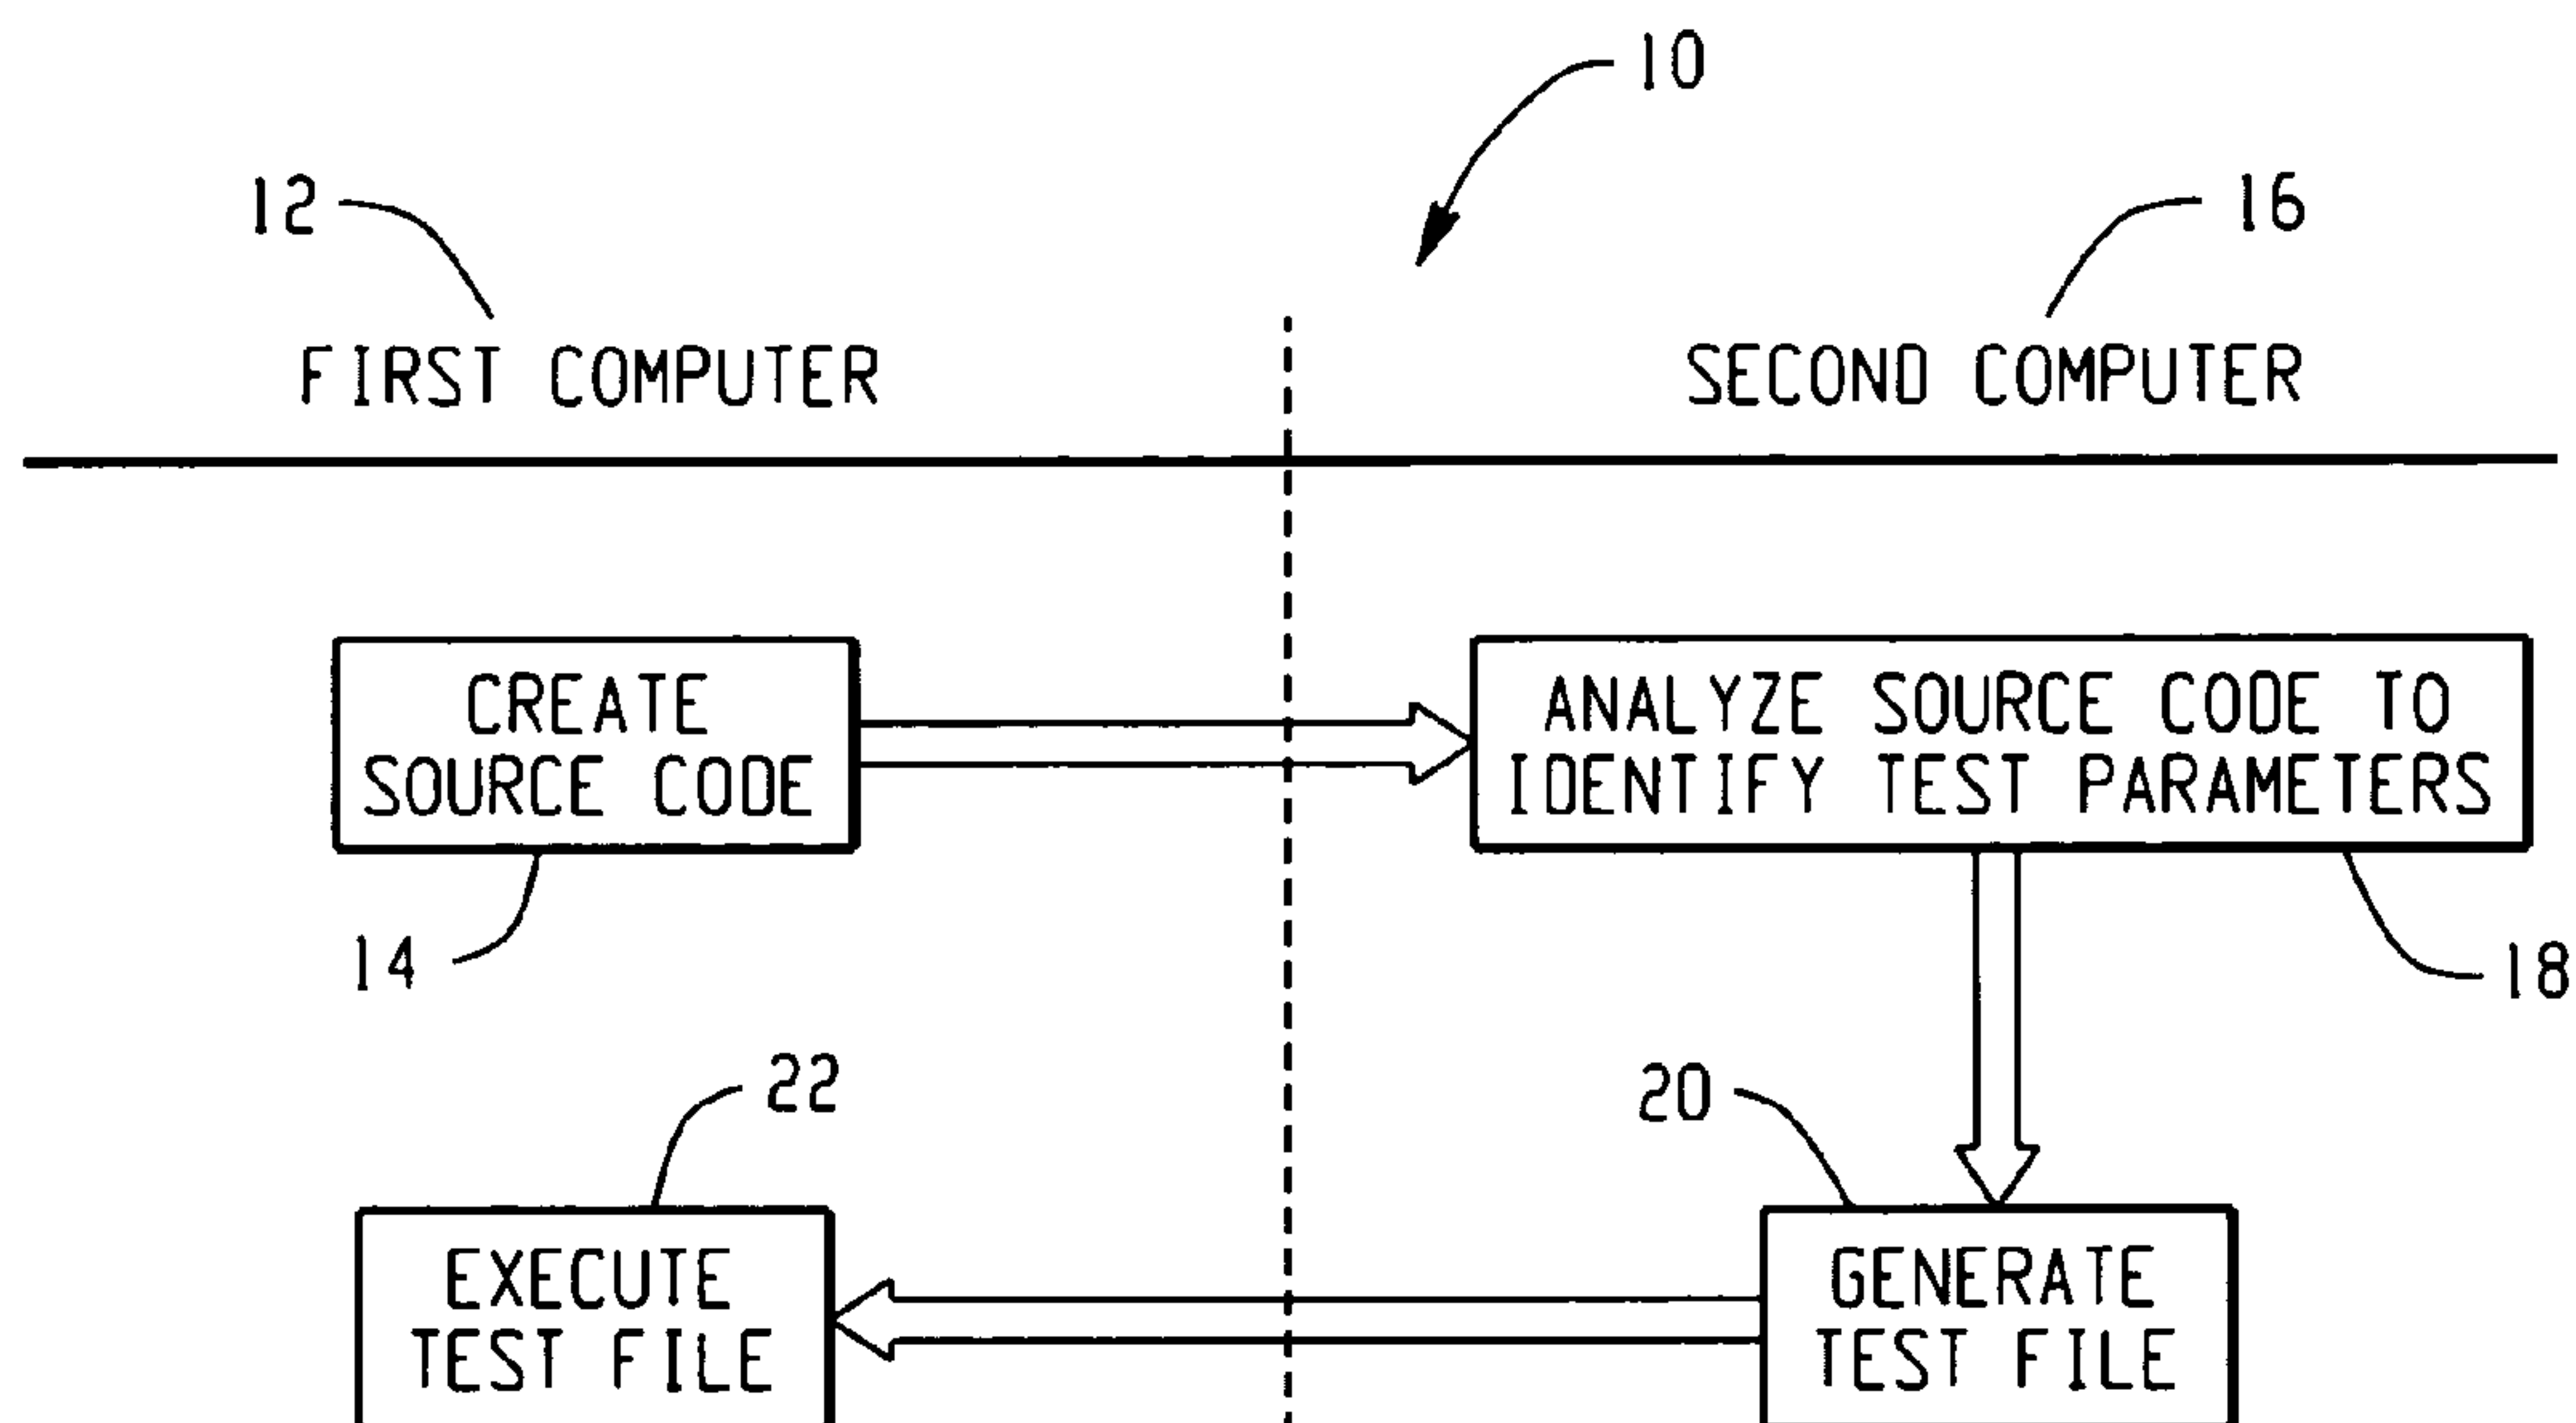 10
12
16
FIRST COMPUTER
SECOND COMPUTER
CREATE
SOURCE CODE
ANALYZE SOURCE CODE TO
IDENTIFY TEST PARAMETERS
14
18
22
20
EXECUTE
TEST FILE
GENERATE
TEST FILE